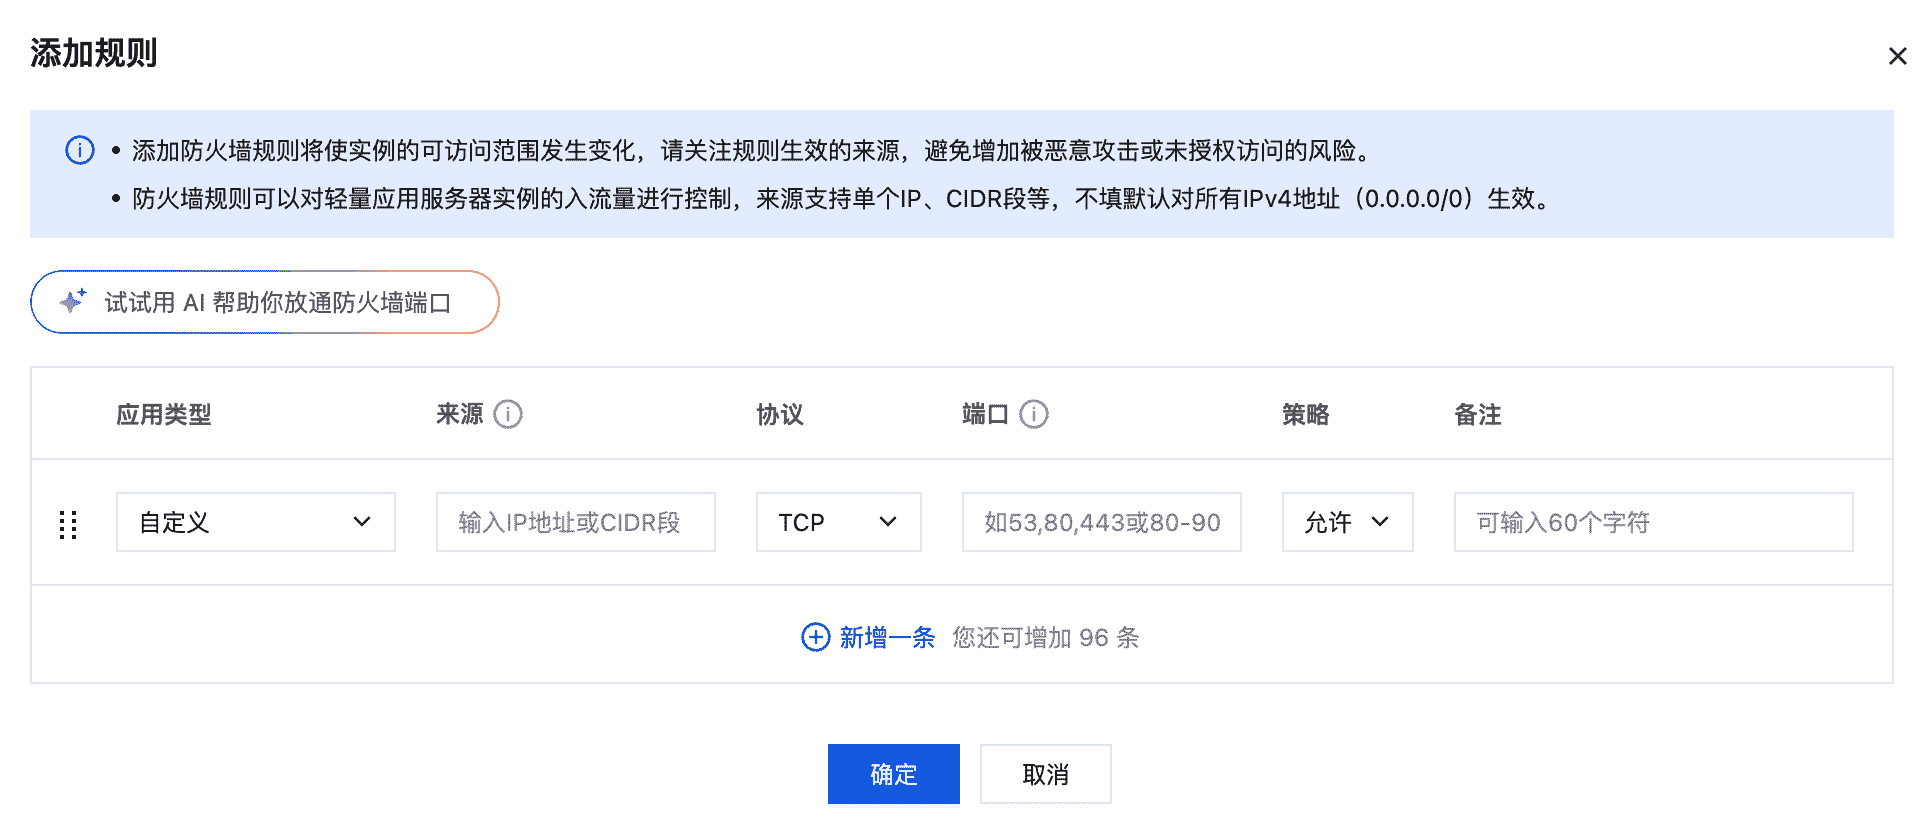 添加规则
添加防火墙规则将使实例的可访问范围发生变化，请关注规则生效的来源，避免增加被恶意攻击或未授权访问的风险。
防火墙规则可以对轻量应用服务器实例的入流量进行控制，来源支持单个IP、CIDR段等，不填默认对所有IPv4地址（0.0.0.0/0）生效。
试试用 AI 帮助你放通防火墙端口
应用类型 来源 协议 端口 策略 备注
自定义 输入IP地址或CIDR段 TCP 如53,80,443或80-90 允许 可输入60个字符
新增一条 您还可增加 96 条
确定 取消